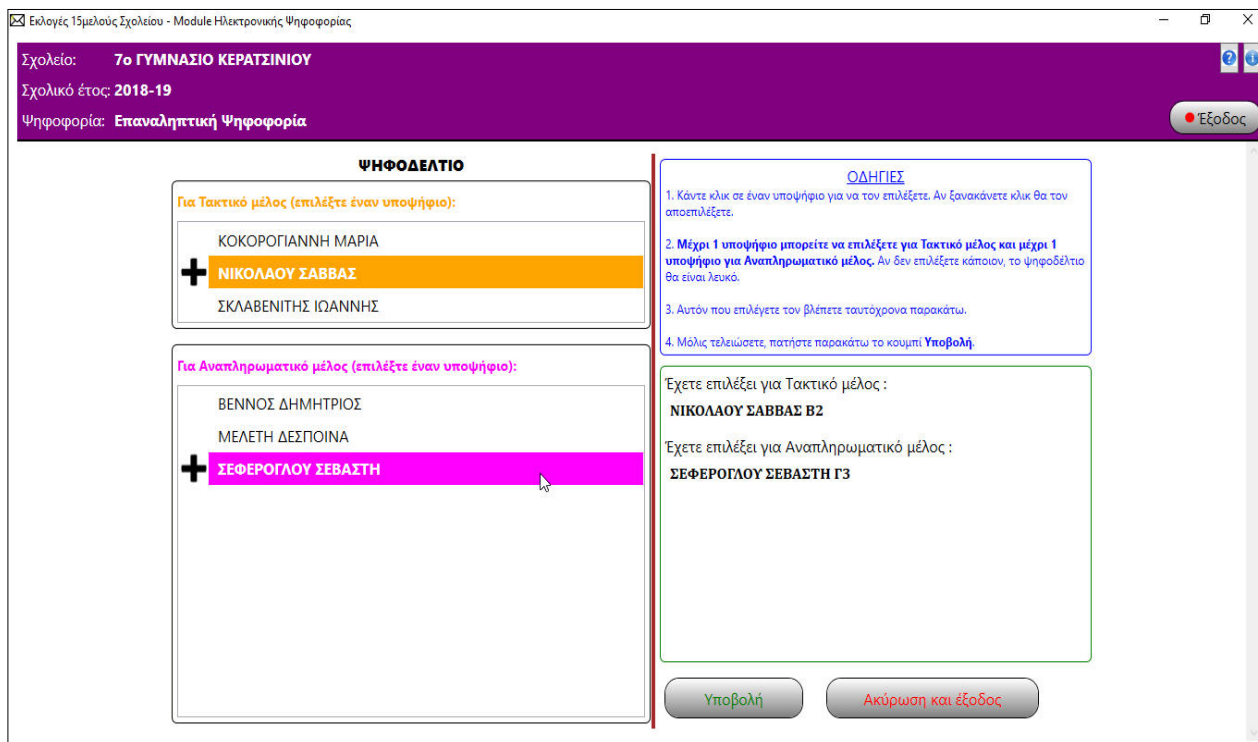 Εκλογές 15μελούς Σχολείου - Module Ηλεκτρονικής Ψηφοφορίας
Σχολείο: 7ο ΓΥΜΝΑΣΙΟ ΚΕΡΑΤΣΙΝΙΟΥ
Σχολικό έτος: 2018-19
Ψηφοφορία: Επαναληπτική Ψηφοφορία
Έξοδος
ΨΗΦΟΔΕΛΤΙΟ
Για Τακτικό μέλος (επιλέξτε έναν υποψήφιο):
ΚΟΚΟΡΟΓΙΑΝΝΗ ΜΑΡΙΑ
ΝΙΚΟΛΑΟΥ ΣΑΒΒΑΣ
ΣΚΛΑΒΕΝΙΤΗΣ ΙΩΑΝΝΗΣ
Για Αναπληρωματικό μέλος (επιλέξτε έναν υποψήφιο):
ΒΕΝΝΟΣ ΔΗΜΗΤΡΙΟΣ
ΜΕΛΕΤΗ ΔΕΣΠΟΙΝΑ
ΣΕΦΕΡΟΓΛΟΥ ΣΕΒΑΣΤΗ
ΟΔΗΓΙΕΣ
1. Κάντε κλικ σε έναν υποψήφιο για να τον επιλέξετε. Αν ξανακάνετε κλικ θα τον
αποεπιλέξετε.
2. Μέχρι 1 υποψήφιο μπορείτε να επιλέξετε για Τακτικό μέλος και μέχρι 1
υποψήφιο για Αναπληρωματικό μέλος. Αν δεν επιλέξετε κάποιον, το ψηφοδέλτιο
θα είναι λευκό.
3. Αυτόν που επιλέγετε τον βλέπετε ταυτόχρονα παρακάτω.
4. Μόλις τελειώσετε, πατήστε παρακάτω το κουμπί Υποβολή.
Έχετε επιλέξει για Τακτικό μέλος :
ΝΙΚΟΛΑΟΥ ΣΑΒΒΑΣ Β2
Έχετε επιλέξει για Αναπληρωματικό μέλος :
ΣΕΦΕΡΟΓΛΟΥ ΣΕΒΑΣΤΗ Γ3
Υποβολή
Ακύρωση και έξοδος